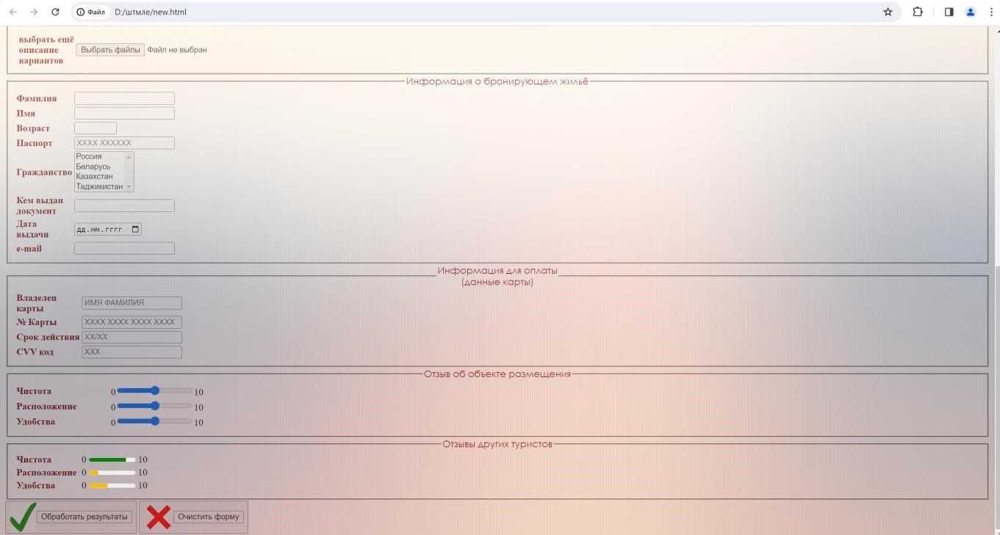 Файл D:/штмле/new.html
выбрать ещё
описание
вариантов
Выбрать файлы Файл не выбран
Информация о бронирующем жильё
Фамилия
Имя
Возраст
Паспорт XXXX XXXXXX
Гражданство
Россия
Беларусь
Казахстан
Таджикистан
Кем выдан
документ
Дата
выдачи
дд.мм.гггг
e-mail
Информация для оплаты
(данные карты)
Владелец
карты
ИМЯ ФАМИЛИЯ
№ Карты XXXX XXXX XXXX XXXX
Срок действия XX/XX
CVV код XXX
Отзыв об объекте размещения
Чистота 0 10
Расположение 0 10
Удобства 0 10
Отзывы других туристов
Чистота 0 10
Расположение 0 10
Удобства 0 10
Обработать результаты Очистить форму